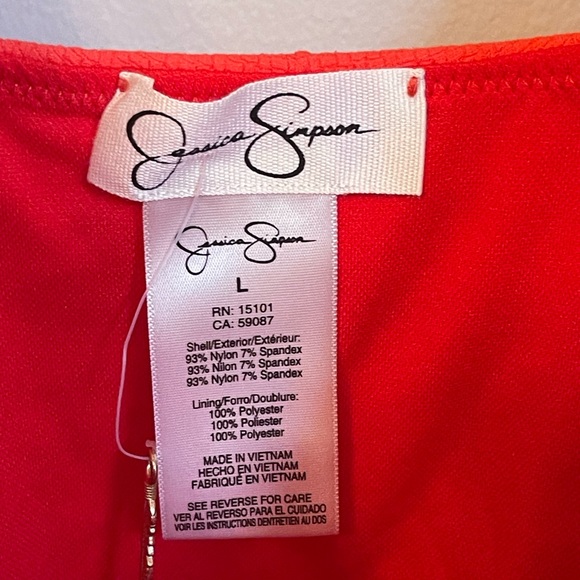 Jessica Simpson
Jessica Simpson
L
RN: 15101
CA: 59087
Shell/Exterior/Extérieur:
93% Nylon 7% Spandex
93% Nilon 7% Spandex
93% Nylon 7% Spandex
Lining/Forro/Doublure:
100% Polyester
100% Poliester
100% Polyester
MADE IN VIETNAM
HECHO EN VIETNAM
FABRIQUÉ EN VIETNAM
SEE REVERSE FOR CARE
VER AL REVERSO PARA EL CUIDADO
VOIR LES INSTRUCTIONS D'ENTRETIEN AU DOS